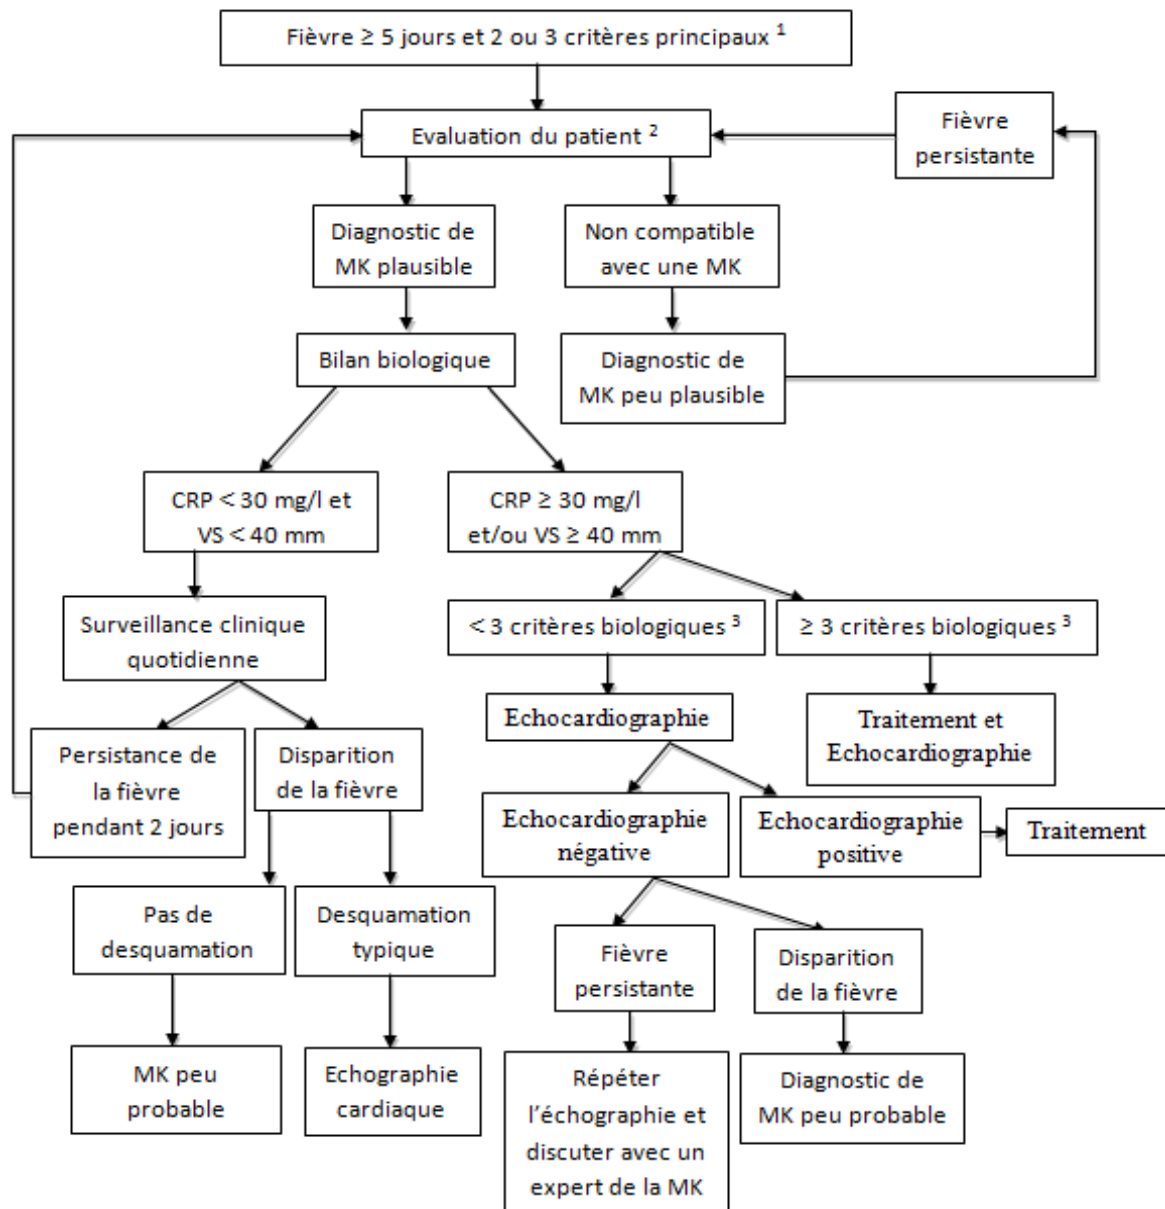 Fièvre ≥ 5 jours et 2 ou 3 critères principaux ¹
Evaluation du patient ²
Fièvre
persistante
Diagnostic de
MK plausible
Non compatible
avec une MK
Bilan biologique
Diagnostic de
MK peu plausible
CRP < 30 mg/l et
VS < 40 mm
CRP ≥ 30 mg/l
et/ou VS ≥ 40 mm
Surveillance clinique
quotidienne
< 3 critères biologiques ³
≥ 3 critères biologiques ³
Persistance de
la fièvre
pendant 2 jours
Disparition
de la fièvre
Echocardiographie
Traitement et
Echocardiographie
Echocardiographie
négative
Echocardiographie
positive
Traitement
Pas de
desquamation
Desquamation
typique
Fièvre
persistante
Disparition
de la fièvre
MK peu
probable
Echographie
cardiaque
Répéter
l'échographie et
discuter avec un
expert de la MK
Diagnostic de
MK peu probable